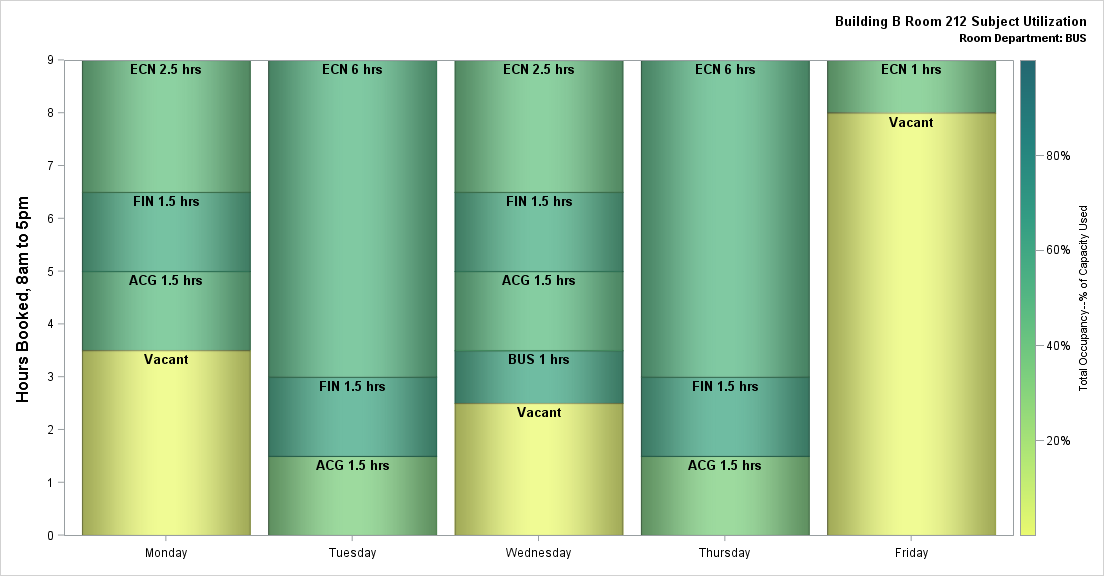 Building B Room 212 Subject Utilization
Room Department: BUS
Hours Booked, 8am to 5pm
9
8
7
6
5
4
3
2
1
0
ECN 2.5 hrs
FIN 1.5 hrs
ACG 1.5 hrs
Vacant
ECN 6 hrs
FIN 1.5 hrs
ACG 1.5 hrs
ECN 2.5 hrs
FIN 1.5 hrs
ACG 1.5 hrs
BUS 1 hrs
Vacant
ECN 6 hrs
FIN 1.5 hrs
ACG 1.5 hrs
ECN 1 hrs
Vacant
Monday
Tuesday
Wednesday
Thursday
Friday
80%
60%
40%
20%
Total Occupancy--% of Capacity Used